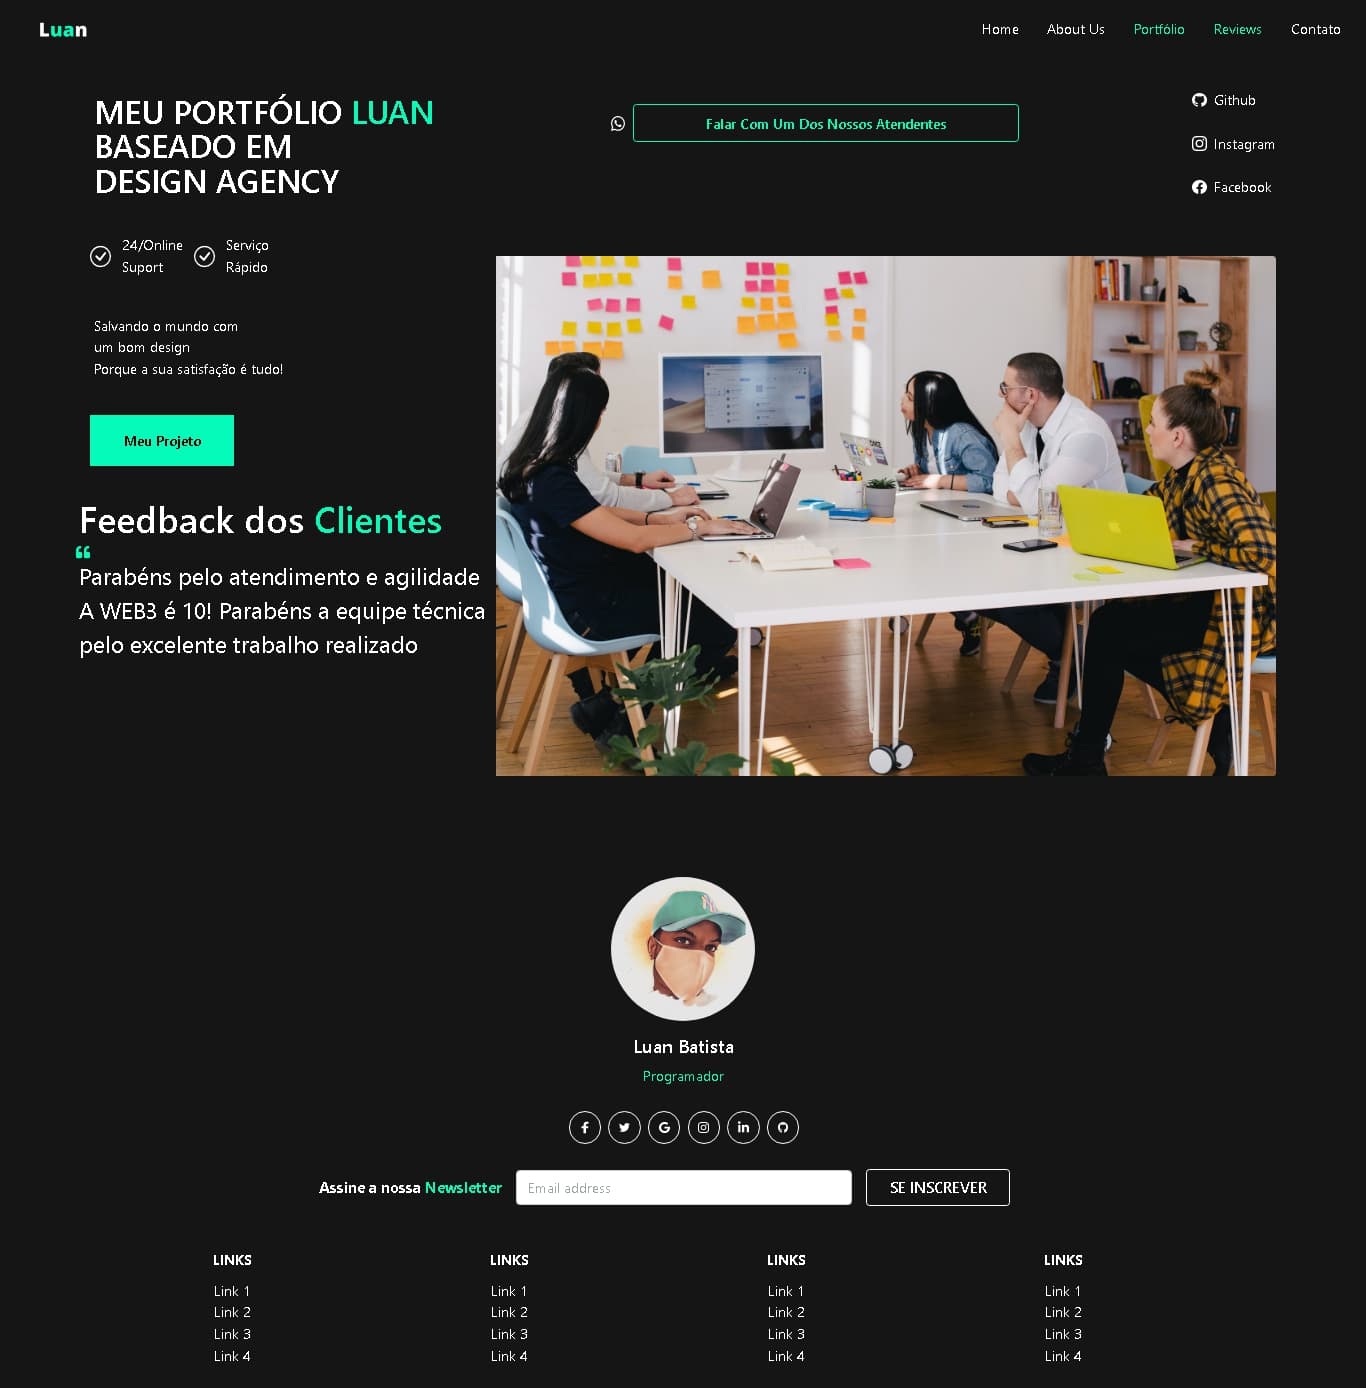 Luan
Home About Us Portfólio Reviews Contato
MEU PORTFÓLIO LUAN
BASEADO EM
DESIGN AGENCY
Falar Com Um Dos Nossos Atendentes
Github
Instagram
Facebook
24/Online
Suport
Serviço
Rápido
Salvando o mundo com
um bom design
Porque a sua satisfação é tudo!
Meu Projeto
Feedback dos Clientes
❝
Parabéns pelo atendimento e agilidade
A WEB3 é 10! Parabéns a equipe técnica
pelo excelente trabalho realizado
Luan Batista
Programador
Assine a nossa Newsletter
Email address
SE INSCREVER
LINKS
Link 1
Link 2
Link 3
Link 4
LINKS
Link 1
Link 2
Link 3
Link 4
LINKS
Link 1
Link 2
Link 3
Link 4
LINKS
Link 1
Link 2
Link 3
Link 4